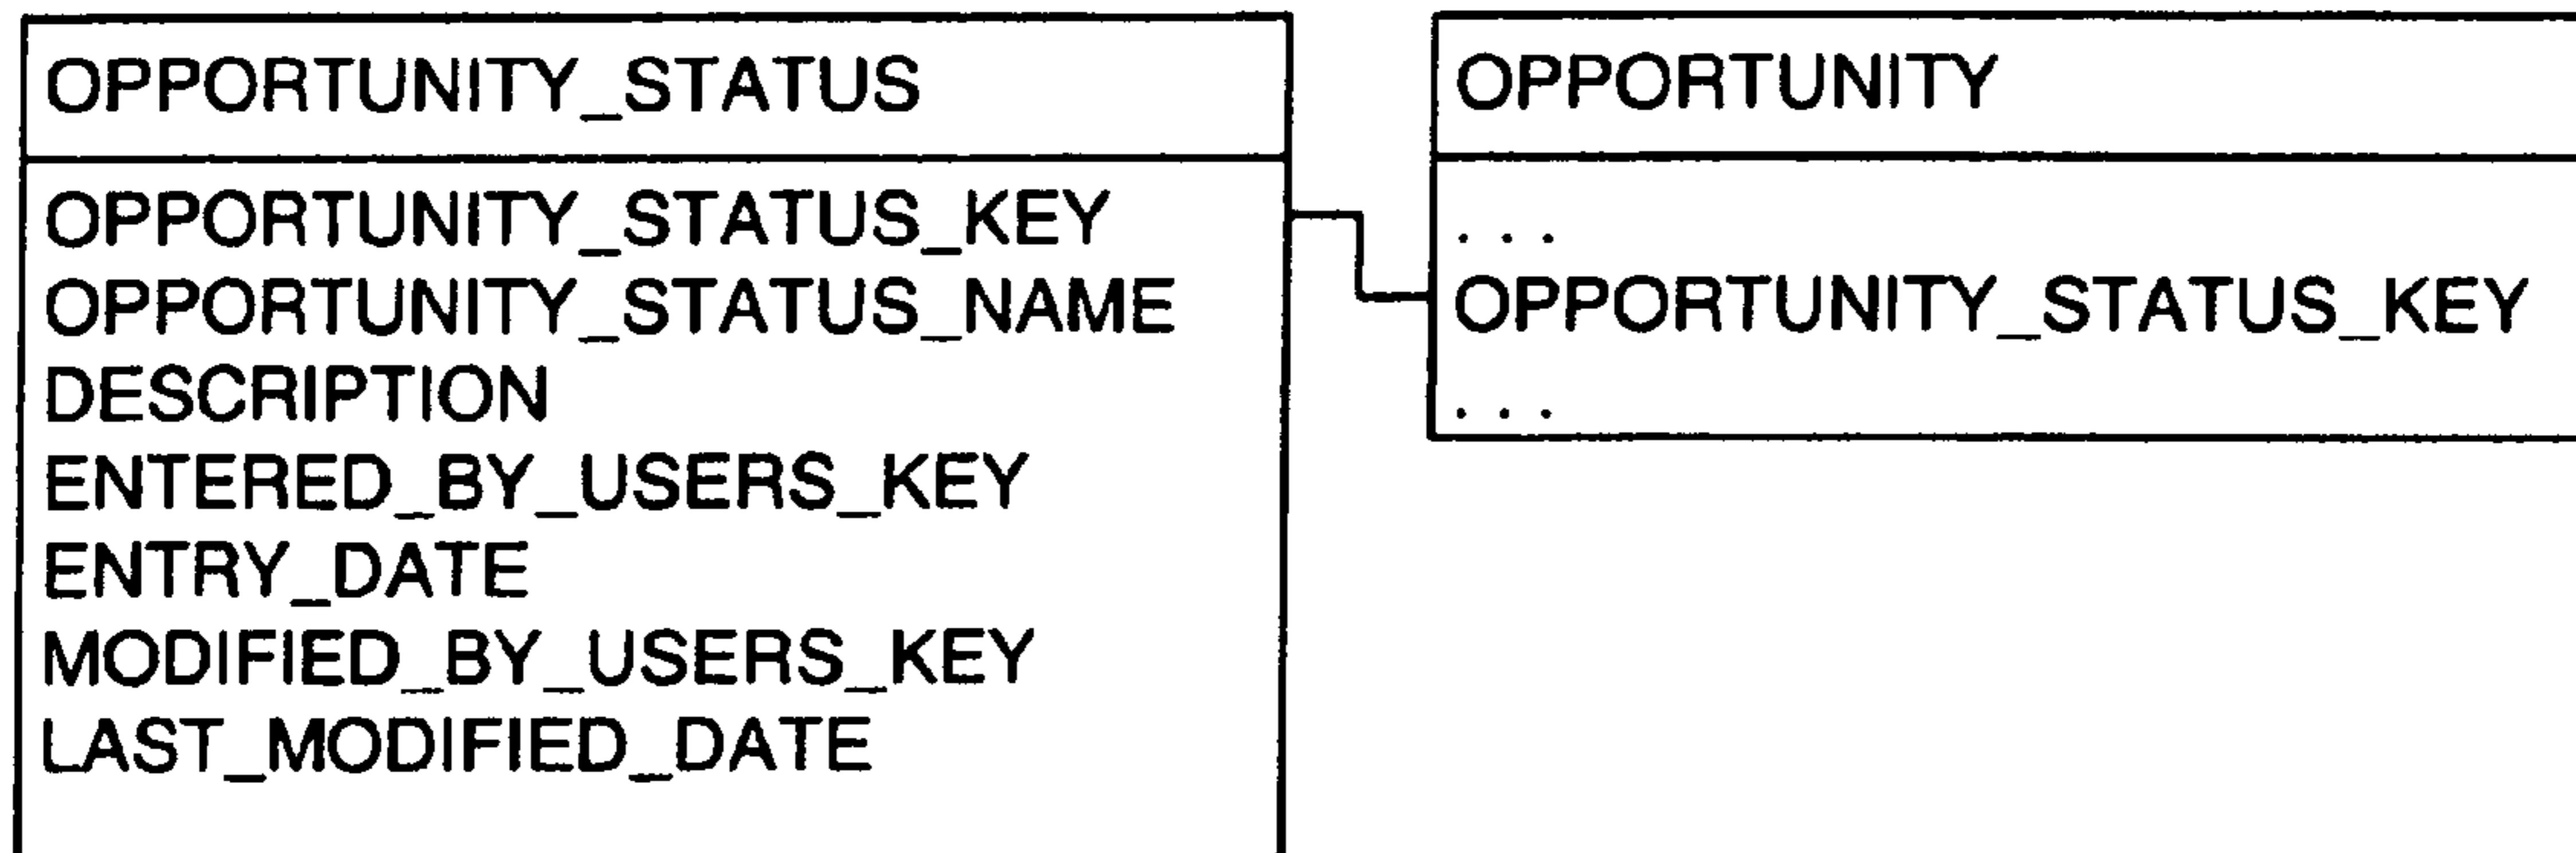 OPPORTUNITY_STATUS
OPPORTUNITY_STATUS_KEY
OPPORTUNITY_STATUS_NAME
DESCRIPTION
ENTERED_BY_USERS_KEY
ENTRY_DATE
MODIFIED_BY_USERS_KEY
LAST_MODIFIED_DATE
OPPORTUNITY
. . .
OPPORTUNITY_STATUS_KEY
. . .